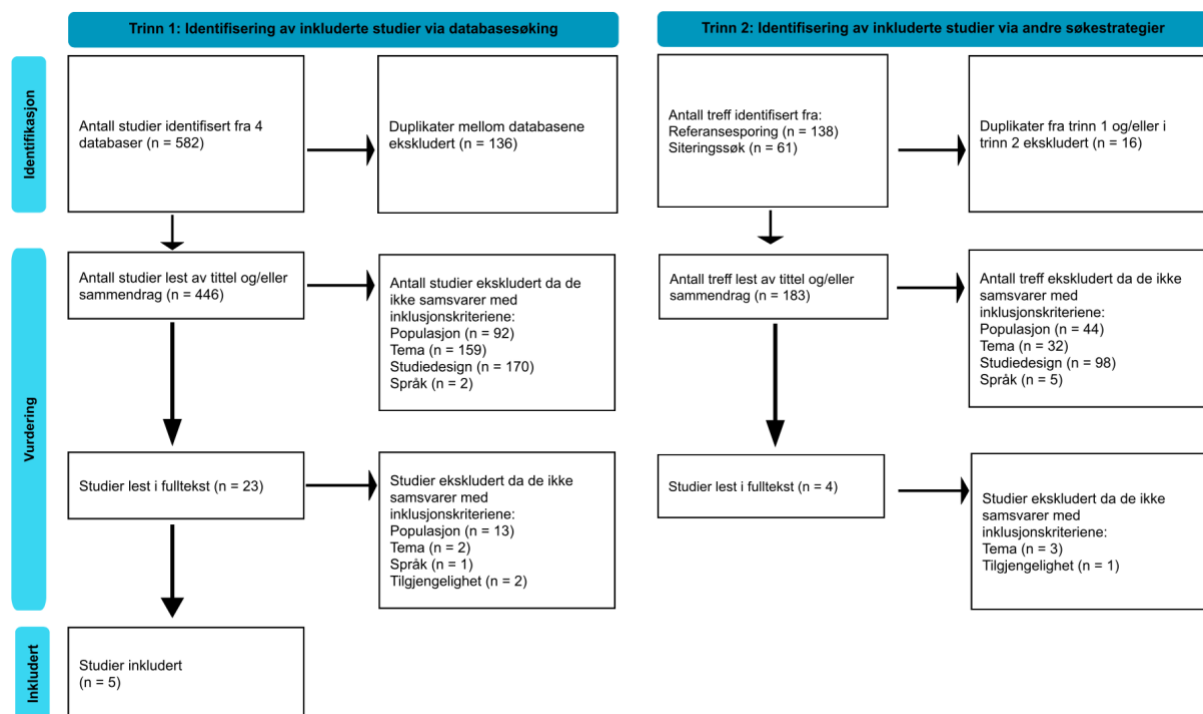 Trinn 1: Identifisering av inkluderte studier via databasesøking
Trinn 2: Identifisering av inkluderte studier via andre søkestrategier
Identifikasjon
Antall studier identifisert fra 4
databaser (n = 582)
Duplikater mellom databasene
ekskludert (n = 136)
Antall treff identifisert fra:
Referansesporing (n = 138)
Siteringssøk (n = 61)
Duplikater fra trinn 1 og/eller i
trinn 2 ekskludert (n = 16)
Vurdering
Antall studier lest av tittel og/eller
sammendrag (n = 446)
Antall studier ekskludert da de
ikke samsvarer med
inklusjonskriteriene:
Populasjon (n = 92)
Tema (n = 159)
Studiedesign (n = 170)
Språk (n = 2)
Antall treff lest av tittel og/eller
sammendrag (n = 183)
Antall treff ekskludert da de ikke
samsvarer med
inklusjonskriteriene:
Populasjon (n = 44)
Tema (n = 32)
Studiedesign (n = 98)
Språk (n = 5)
Studier lest i fulltekst (n = 23)
Studier ekskludert da de ikke
samsvarer med
inklusjonskriteriene:
Populasjon (n = 13)
Tema (n = 2)
Språk (n = 1)
Tilgjengelighet (n = 2)
Studier lest i fulltekst (n = 4)
Studier ekskludert da de ikke
samsvarer med
inklusjonskriteriene:
Tema (n = 3)
Tilgjengelighet (n = 1)
Inkludert
Studier inkludert
(n = 5)